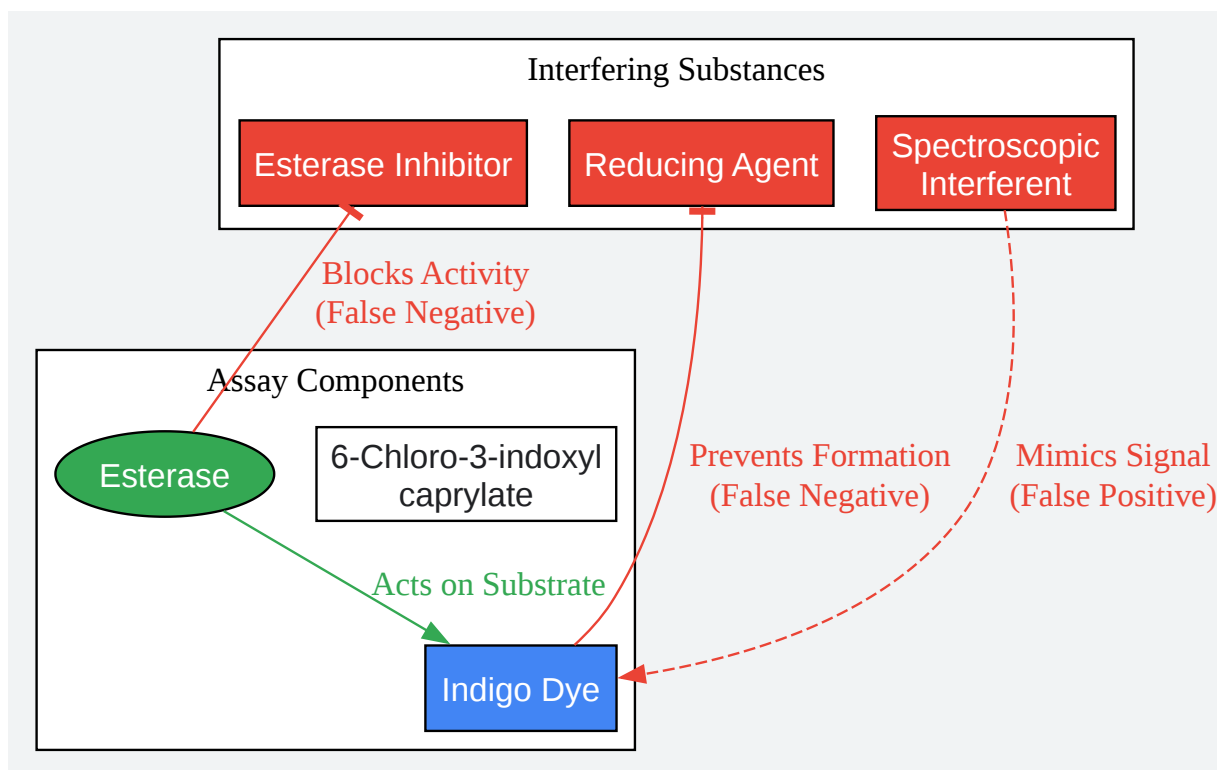 Interfering Substances
Esterase Inhibitor
Reducing Agent
Spectroscopic
Interferent
Blocks Activity
(False Negative)
Assay Components
Esterase
6-Chloro-3-indoxyl
caprylate
Prevents Formation
(False Negative)
Mimics Signal
(False Positive)
Acts on Substrate
Indigo Dye